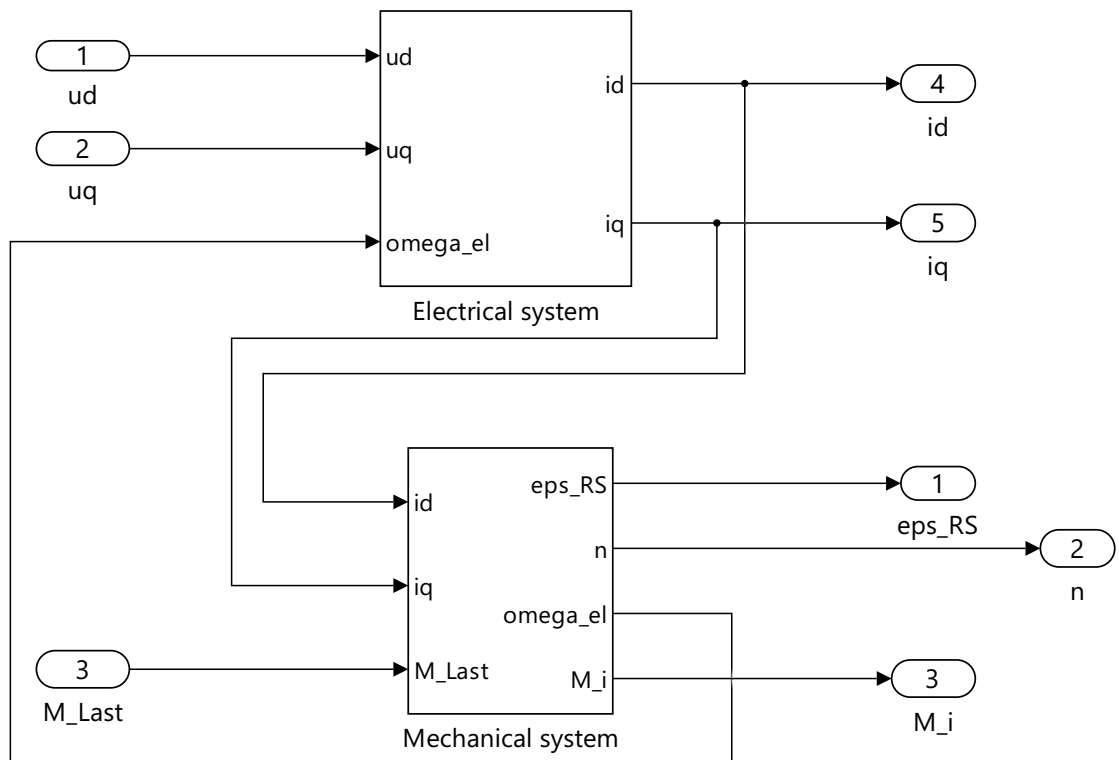 1
ud
ud
id
4
id
2
uq
uq
iq
5
iq
omega_el
Electrical system
id
eps_RS
1
eps_RS
n
2
n
iq
omega_el
3
M_Last
M_Last
M_i
3
M_i
Mechanical system